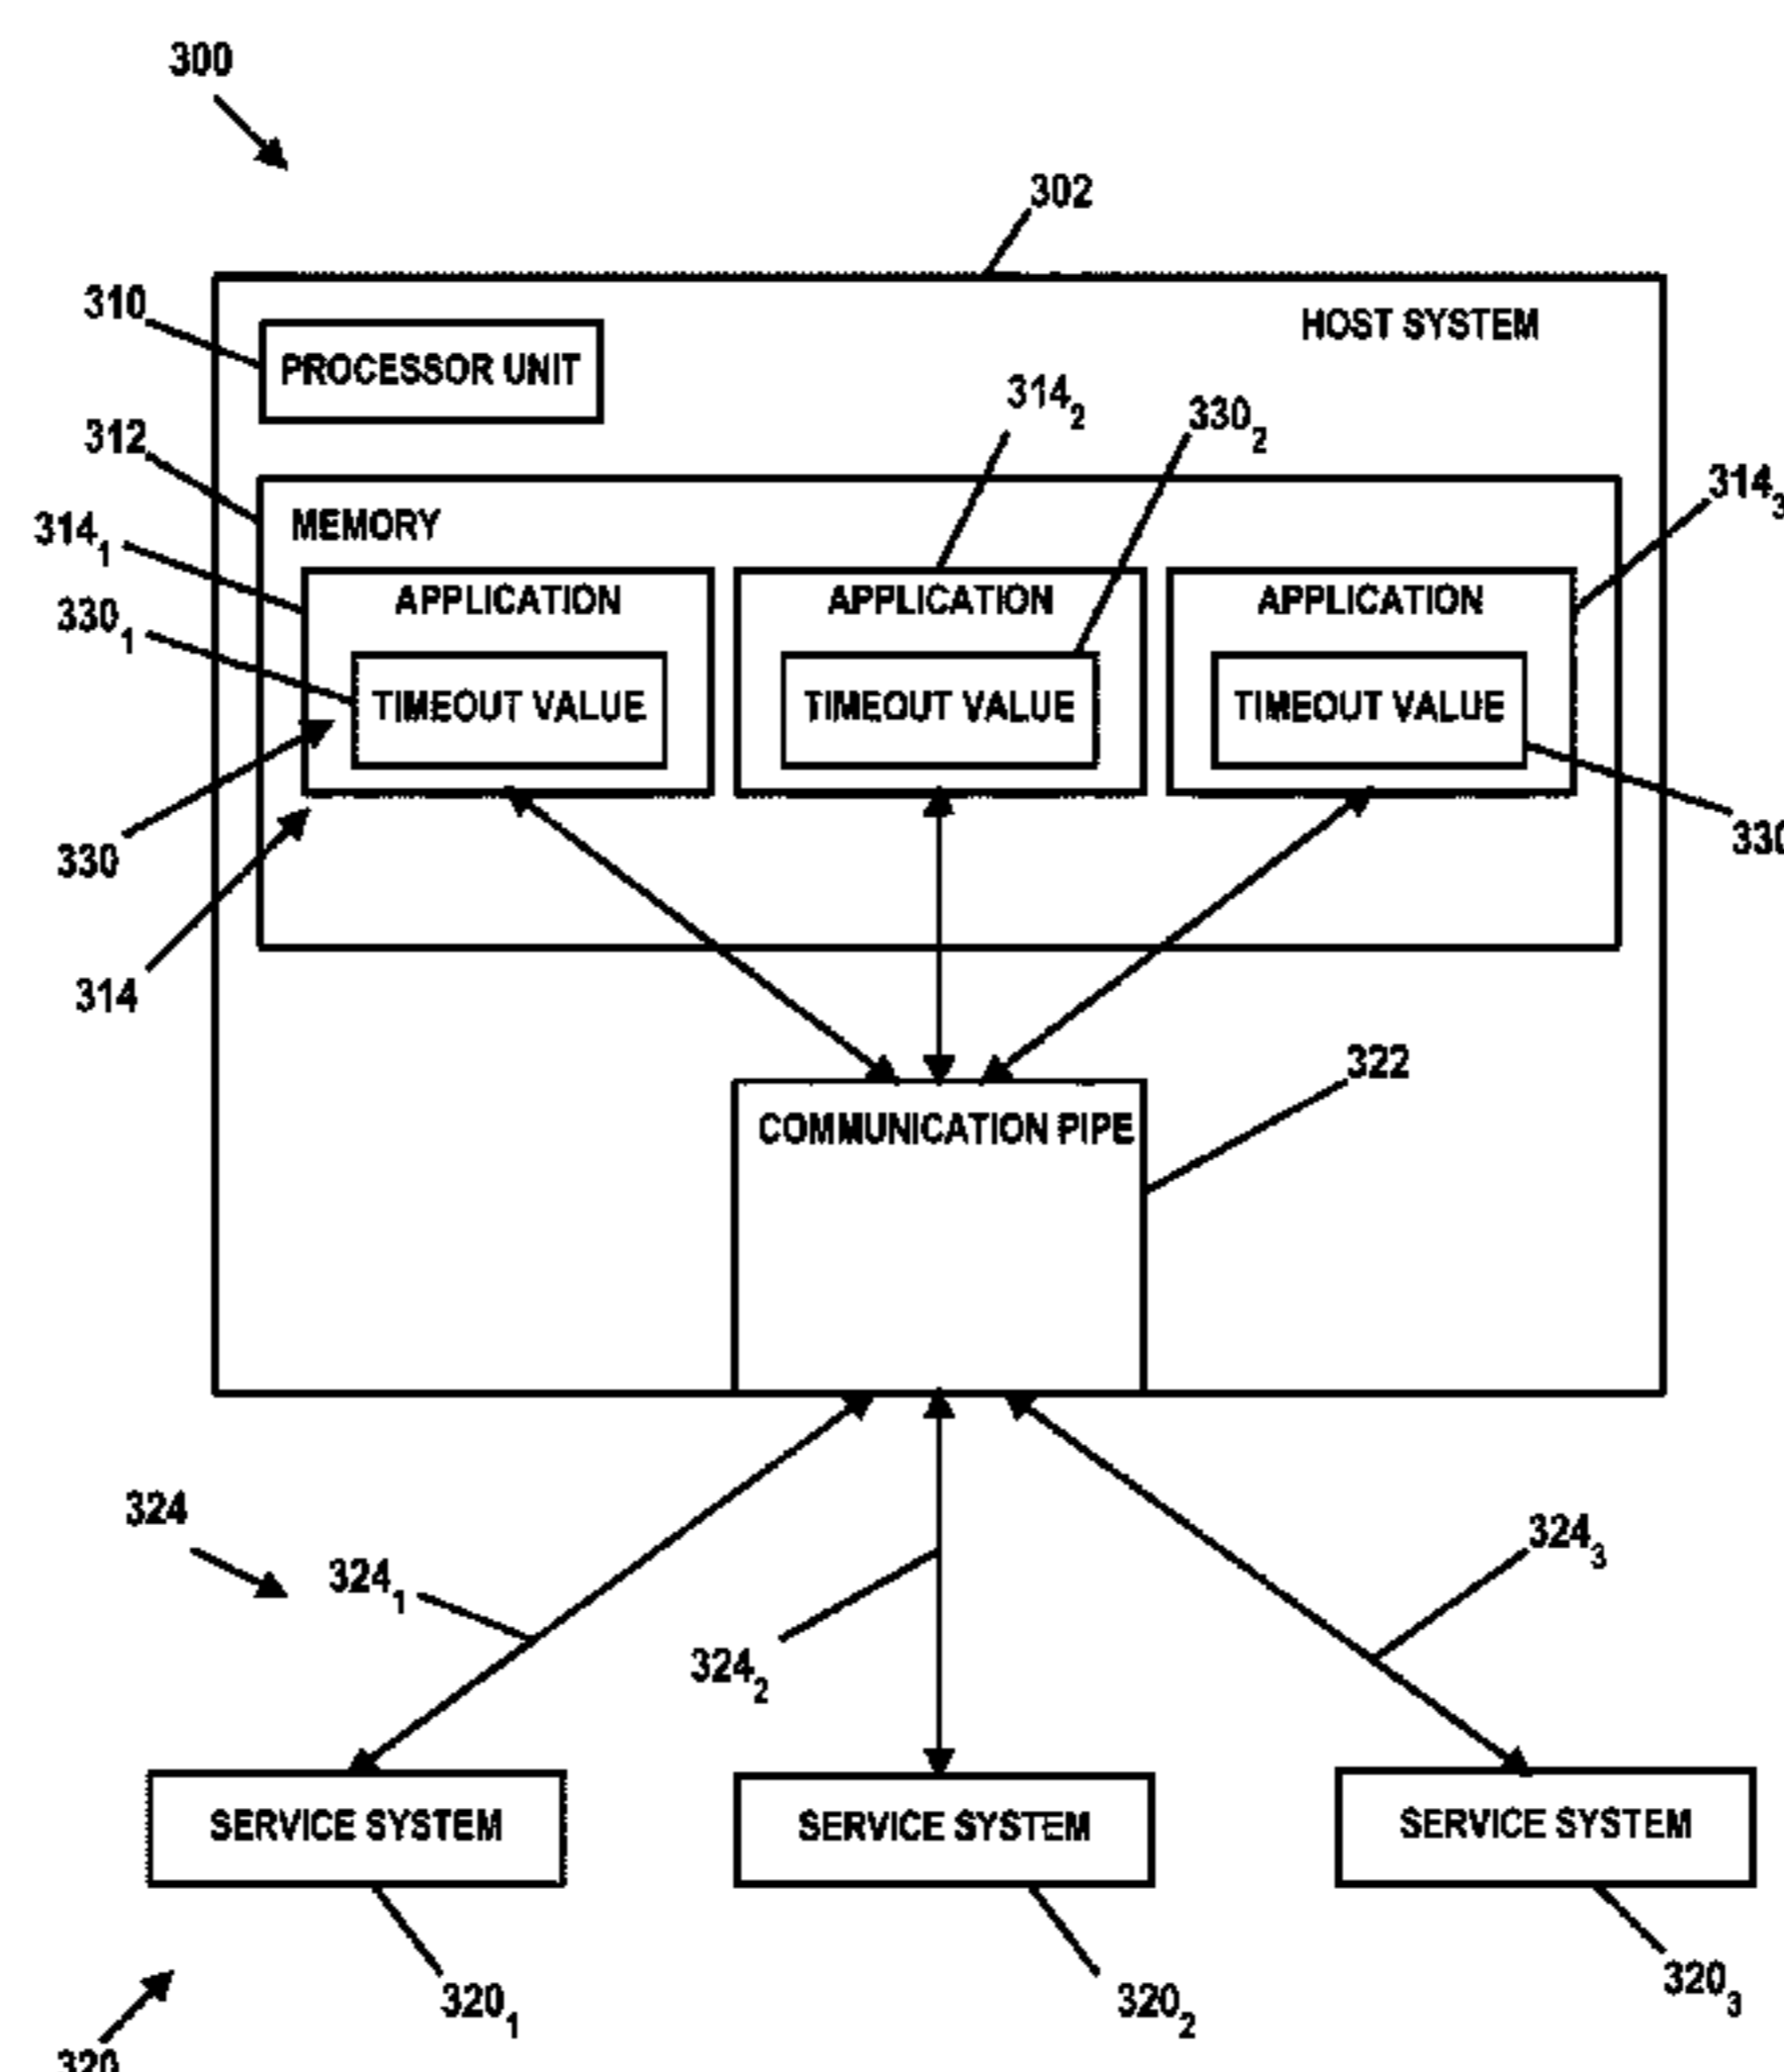 300
302
310
HOST SYSTEM
PROCESSOR UNIT
314₂
330₂
312
314₃
MEMORY
314₁
APPLICATION
APPLICATION
APPLICATION
330₁
TIMEOUT VALUE
TIMEOUT VALUE
TIMEOUT VALUE
330
330
314
322
COMMUNICATION PIPE
324
324₁
324₃
324₂
SERVICE SYSTEM
SERVICE SYSTEM
SERVICE SYSTEM
320₁
320₂
320₃
320